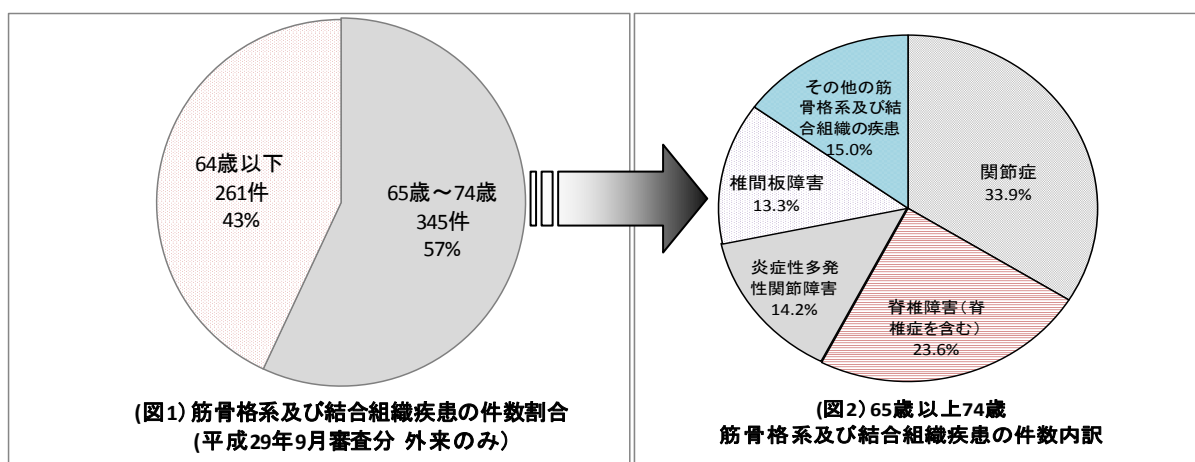 64歳以下
261件
43%
65歳～74歳
345件
57%
(図1)筋骨格系及び結合組織疾患の件数割合
(平成29年9月審査分 外来のみ)
その他の筋
骨格系及び結
合組織の疾患
15.0%
関節症
33.9%
椎間板障害
13.3%
炎症性多発
性関節障害
14.2%
脊椎障害(脊
椎症を含む)
23.6%
(図2)65歳以上74歳
筋骨格系及び結合組織疾患の件数内訳